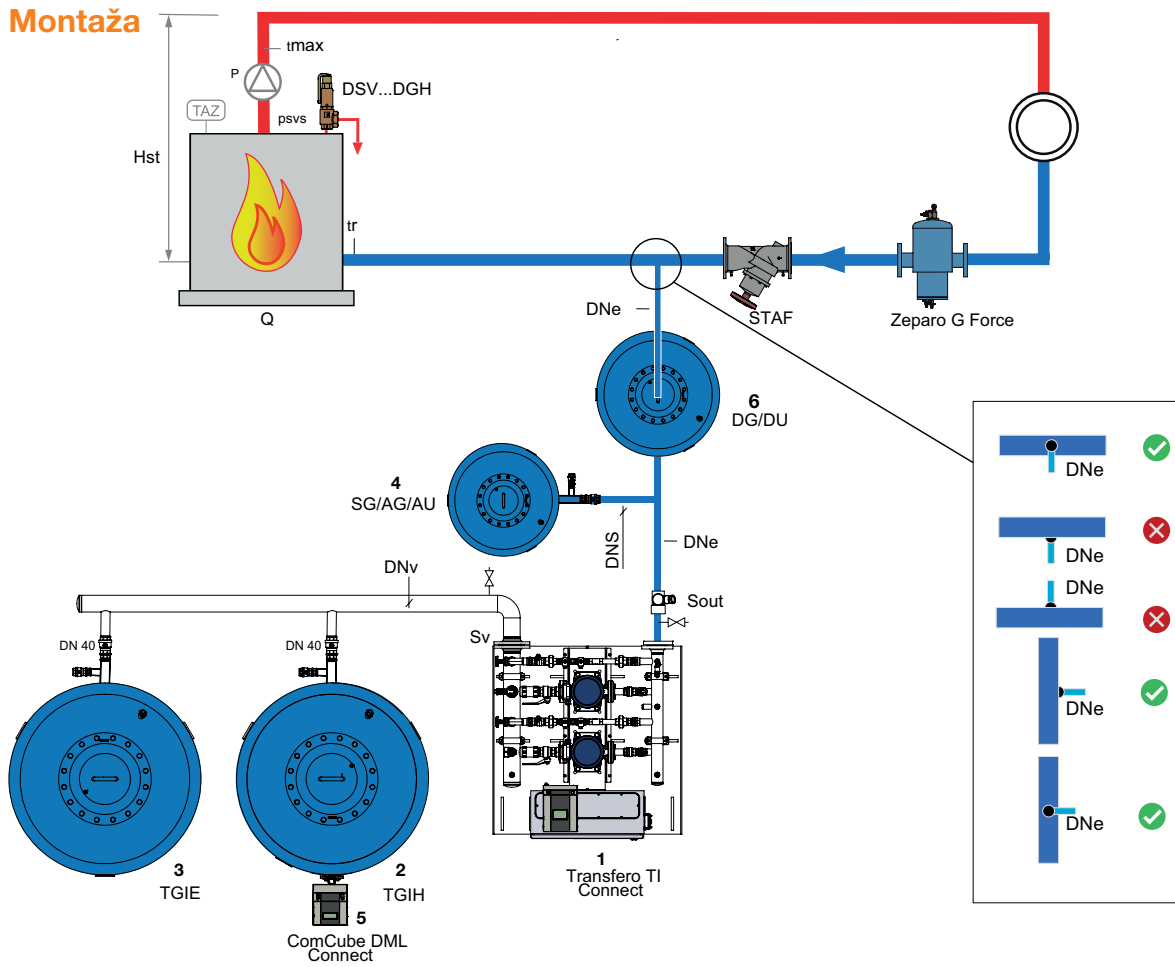 Montaža
tmax
P
DSV...DGH
TAZ
psvs
Hst
tr
Q
DNe
STAF
Zeparo G Force
6
DG/DU
4
SG/AG/AU
DNS
DNe
DNv
Sout
Sv
DN 40
DN 40
3
TGIE
2
TGIH
1
Transfero TI
Connect
5
ComCube DML
Connect
DNe
DNe
DNe
DNe
DNe